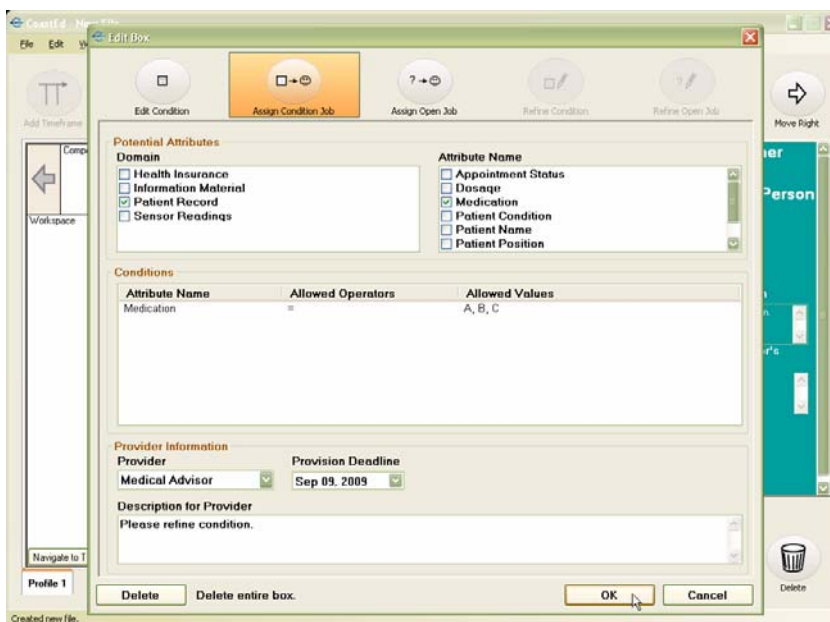 CoastEd - New File
Edit Box
File Edit
Edit Condition Assign Condition Job Assign Open Job Refine Condition Refine Open Job
Add Timeframe
Move Right
Potential Attributes
Domain
Health Insurance
Information Material
Patient Record
Sensor Readings
Attribute Name
Appointment Status
Dosage
Medication
Patient Condition
Patient Name
Patient Position
Workspace
Person
Conditions
Attribute Name Allowed Operators Allowed Values
Medication = A, B, C
Provider Information
Provider Provision Deadline
Medical Advisor Sep 09, 2009
Description for Provider
Please refine condition.
Navigate to T
Profile 1
Delete Delete entire box. OK Cancel
Delete
Created new file.